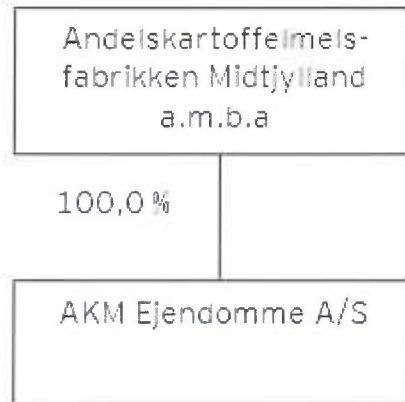 Andelskartoffelmels-
fabrikken Midtjylland
a.m.b.a
100,0 %
AKM Ejendomme A/S